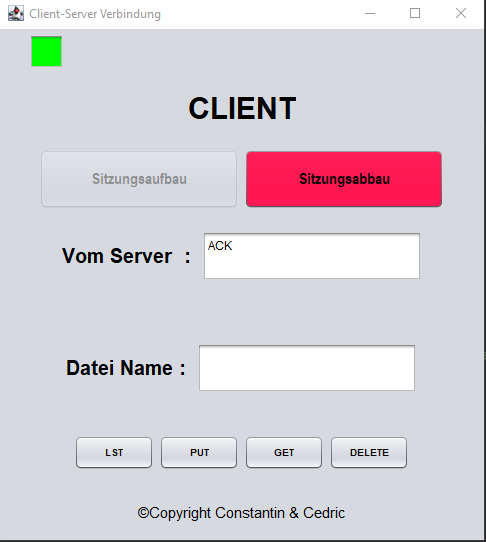 Client-Server Verbindung
CLIENT
Sitzungsaufbau Sitzungsabbau
Vom Server : ACK
Datei Name :
LST PUT GET DELETE
©Copyright Constantin & Cedric